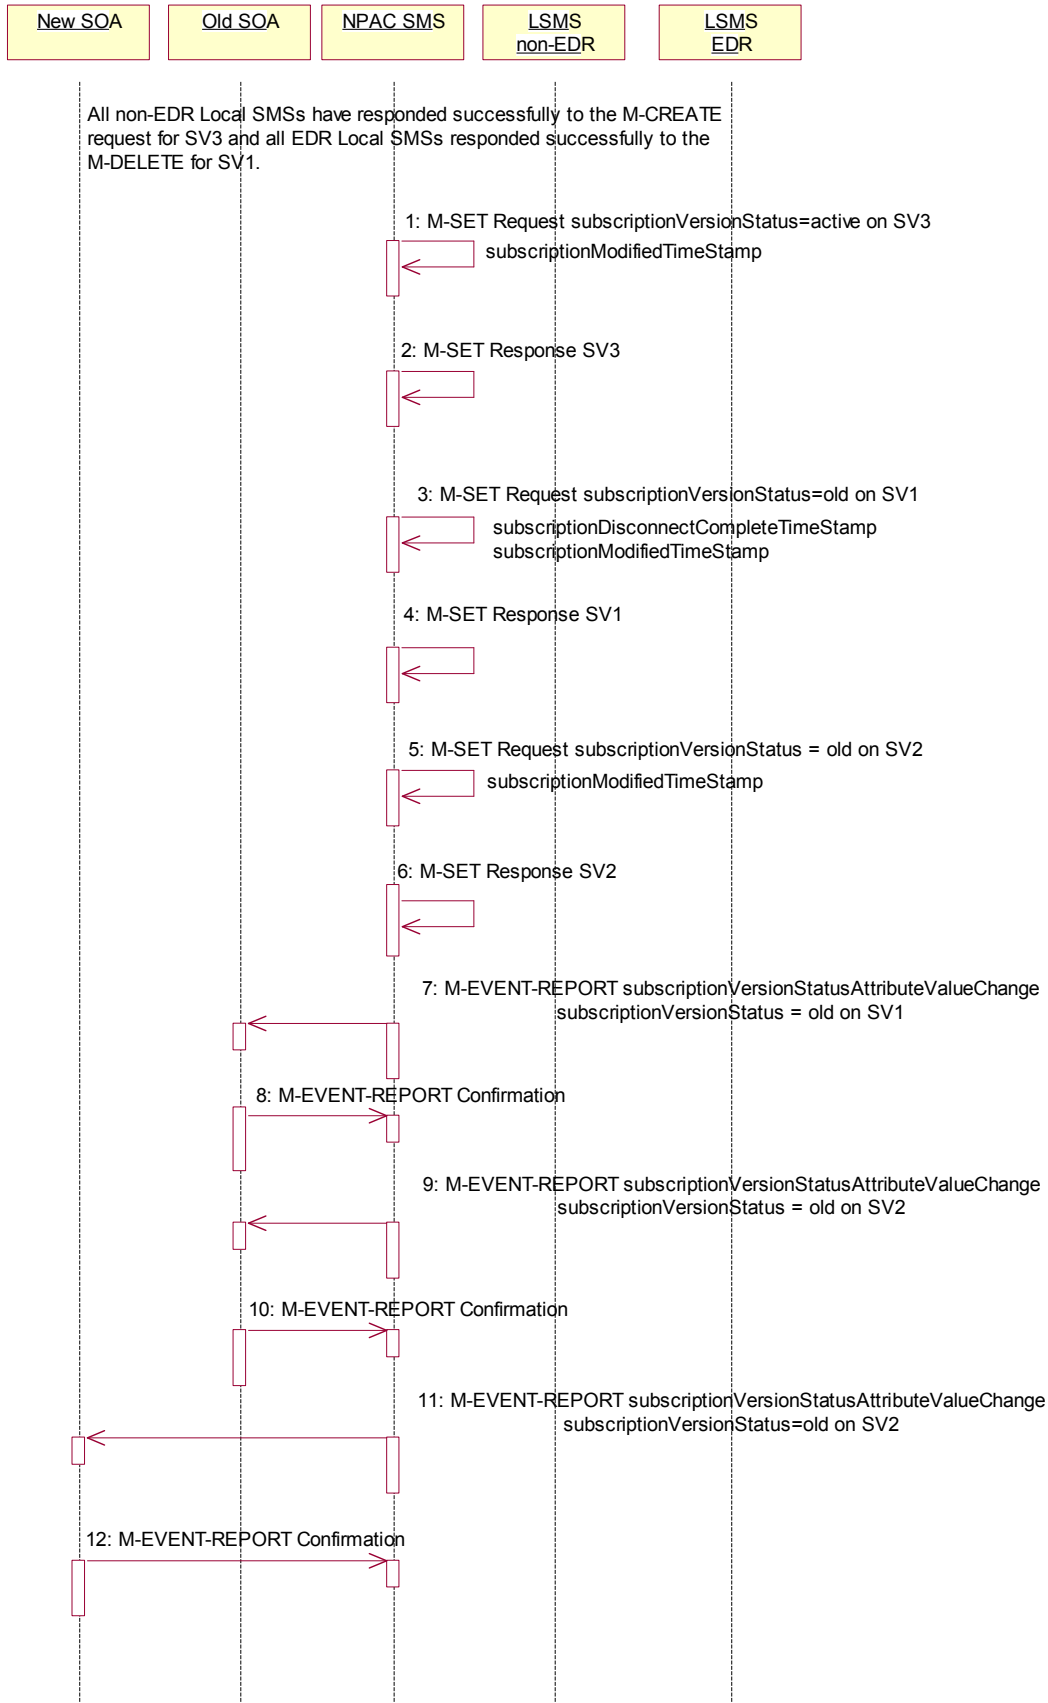 New SOA
Old SOA
NPAC SMS
LSMS
non-EDR
LSMS
EDR
All non-EDR Local SMSs have responded successfully to the M-CREATE
request for SV3 and all EDR Local SMSs responded successfully to the
M-DELETE for SV1.
1: M-SET Request subscriptionVersionStatus=active on SV3
subscriptionModifiedTimeStamp
2: M-SET Response SV3
3: M-SET Request subscriptionVersionStatus=old on SV1
subscriptionDisconnectCompleteTimeStamp
subscriptionModifiedTimeStamp
4: M-SET Response SV1
5: M-SET Request subscriptionVersionStatus = old on SV2
subscriptionModifiedTimeStamp
6: M-SET Response SV2
7: M-EVENT-REPORT subscriptionVersionStatusAttributeValueChange
subscriptionVersionStatus = old on SV1
8: M-EVENT-REPORT Confirmation
9: M-EVENT-REPORT subscriptionVersionStatusAttributeValueChange
subscriptionVersionStatus = old on SV2
10: M-EVENT-REPORT Confirmation
11: M-EVENT-REPORT subscriptionVersionStatusAttributeValueChange
subscriptionVersionStatus=old on SV2
12: M-EVENT-REPORT Confirmation